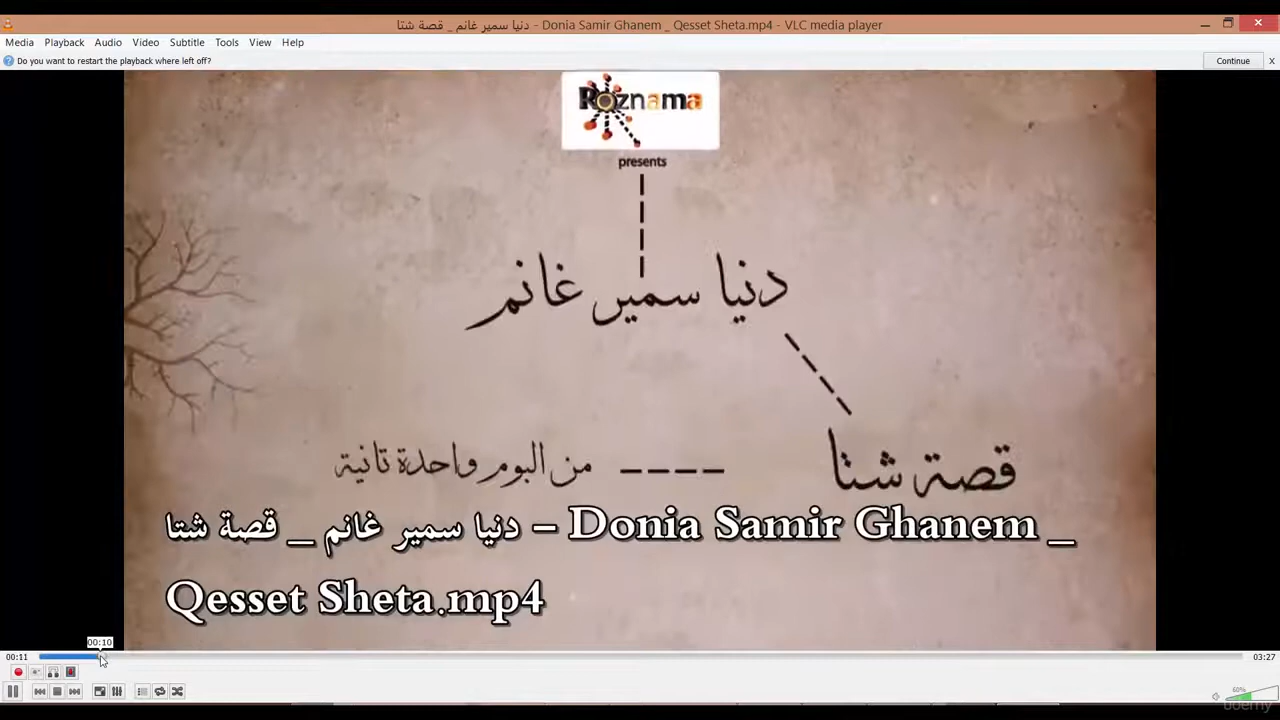 دنيا سمير غانم _ قصة شتا – Donia Samir Ghanem _ Qesset Sheta.mp4 - VLC media player
Media Playback Audio Video Subtitle Tools View Help
Do you want to restart the playback where left off? Continue X
Roznama
presents
دنيا سمير غانم
قصة شتا ---- من البوم واحدة تانية
دنيا سمير غانم _ قصة شتا – Donia Samir Ghanem _
Qesset Sheta.mp4
00:10
00:11 03:27
60%
udemy